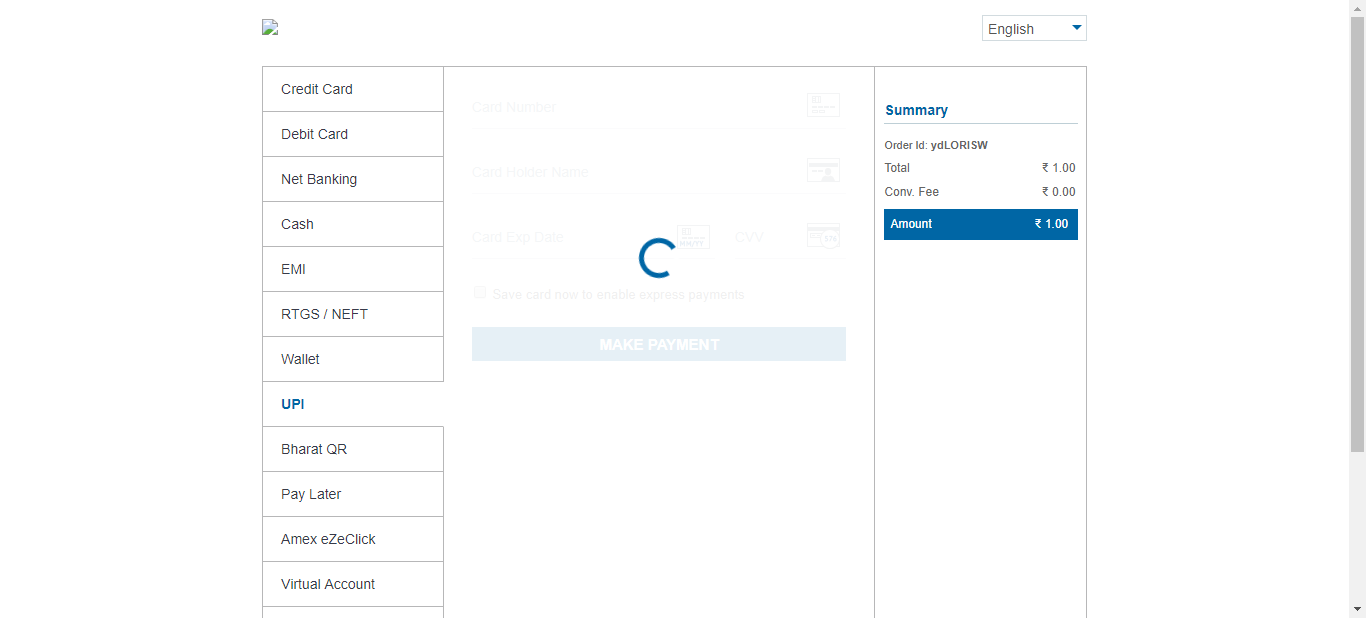 English
Credit Card
Debit Card
Net Banking
Cash
EMI
RTGS / NEFT
Wallet
UPI
Bharat QR
Pay Later
Amex eZeClick
Virtual Account
Card Number
Card Holder Name
Card Exp Date
MM/YY
CVV
Save card now to enable express payments
MAKE PAYMENT
Summary
Order Id: ydLORISW
Total ₹ 1.00
Conv. Fee ₹ 0.00
Amount ₹ 1.00